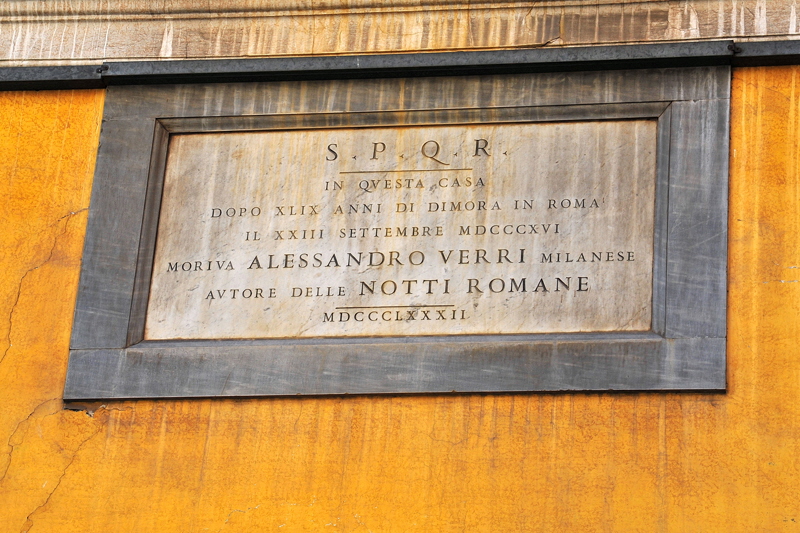 S.P.Q.R.
IN QVESTA CASA
DOPO XLIX ANNI DI DIMORA IN ROMA
IL XXIII SETTEMBRE MDCCCXVI
MORIVA ALESSANDRO VERRI MILANESE
AVTORE DELLE NOTTI ROMANE
MDCCCLXXXII